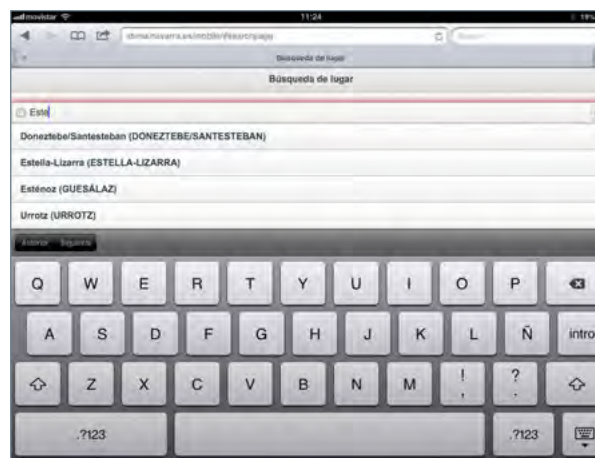 movistar 11:24 19%
Búsqueda de lugar
Búsqueda de lugar
Este
Doneztebe/Santesteban (DONEZTEBE/SANTESTEBAN)
Estella-Lizarra (ESTELLA-LIZARRA)
Esténoz (GUESÁLAZ)
Urrotz (URROTZ)
Anterior Siguiente
Q W E R T Y U I O P
A S D F G H J K L Ñ intro
Z X C V B N M ! , ? .
.?123 .?123